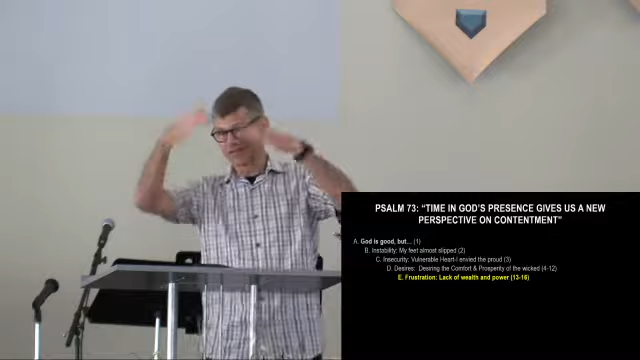 PSALM 73: “TIME IN GOD’S PRESENCE GIVES US A NEW
PERSPECTIVE ON CONTENTMENT”
A. God is good, but... (1)
B. Instability: My feet almost slipped (2)
C. Insecurity: Vulnerable Heart-I envied the proud (3)
D. Desires: Desiring the Comfort & Prosperity of the wicked (4-12)
E. Frustration: Lack of wealth and power (13-16)